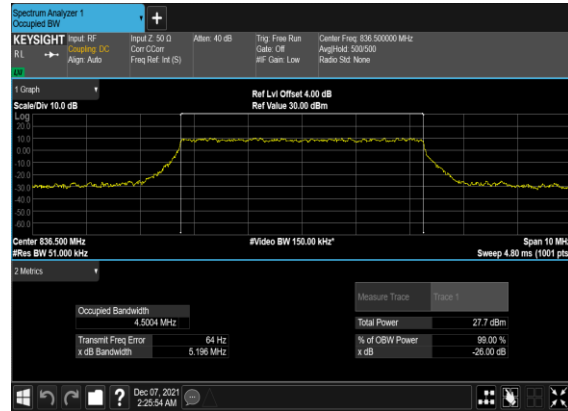 Spectrum Analyzer 1
Occupied BW
KEYSIGHT Input: RF Input Z: 50 Ω Atten: 40 dB Trig: Free Run Center Freq: 836.500000 MHz
RL Coupling: DC Corr CCorr Gate: Off Avg|Hold: 500/500
Align: Auto Freq Ref: Int (S) #IF Gain: Low Radio Std: None
1 Graph Ref Lvl Offset 4.00 dB
Scale/Div 10.0 dB Ref Value 30.00 dBm
Log
20.0
10.0
0.00
-10.0
-20.0
-30.0
-40.0
-50.0
-60.0
Center 836.500 MHz #Video BW 150.00 kHz* Span 10 MHz
#Res BW 51.000 kHz Sweep 4.80 ms (1001 pts)
2 Metrics
Measure Trace Trace 1
Occupied Bandwidth
4.5004 MHz Total Power 27.7 dBm
Transmit Freq Error 64 Hz % of OBW Power 99.00 %
x dB Bandwidth 5.196 MHz x dB -26.00 dB
? Dec 07, 2021
2:25:54 AM